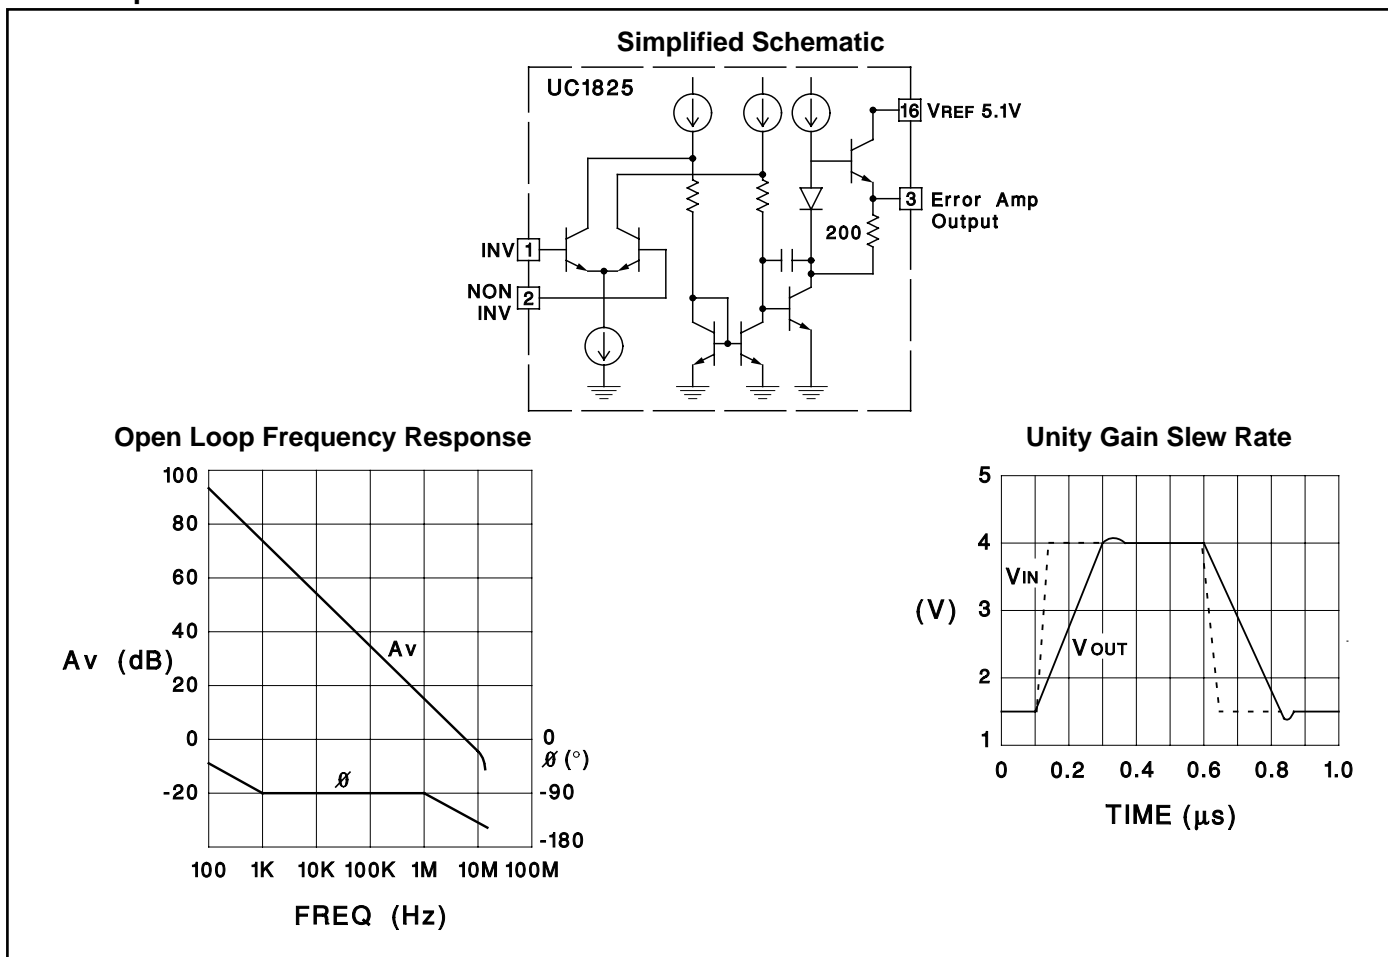 Simplified Schematic
UC1825
16 VREF 5.1V
3 Error Amp
Output
200
INV 1
NON
INV
2
Open Loop Frequency Response
100
80
60
40
20
0
-20
Av (dB)
Av
Ø
0
Ø (°)
-90
-180
100 1K 10K 100K 1M 10M 100M
FREQ (Hz)
Unity Gain Slew Rate
5
4
3
2
1
(V)
VIN
VOUT
0 0.2 0.4 0.6 0.8 1.0
TIME (µs)